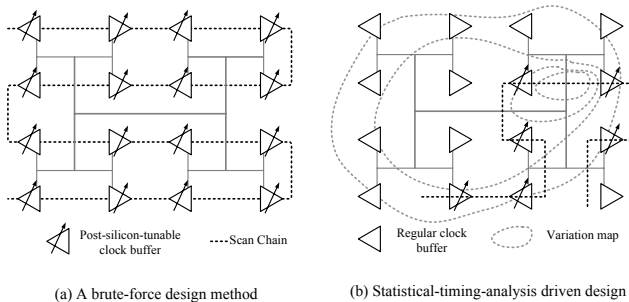 Post-silicon-tunable
clock buffer
Scan Chain
Regular clock
buffer
Variation map
(a) A brute-force design method
(b) Statistical-timing-analysis driven design